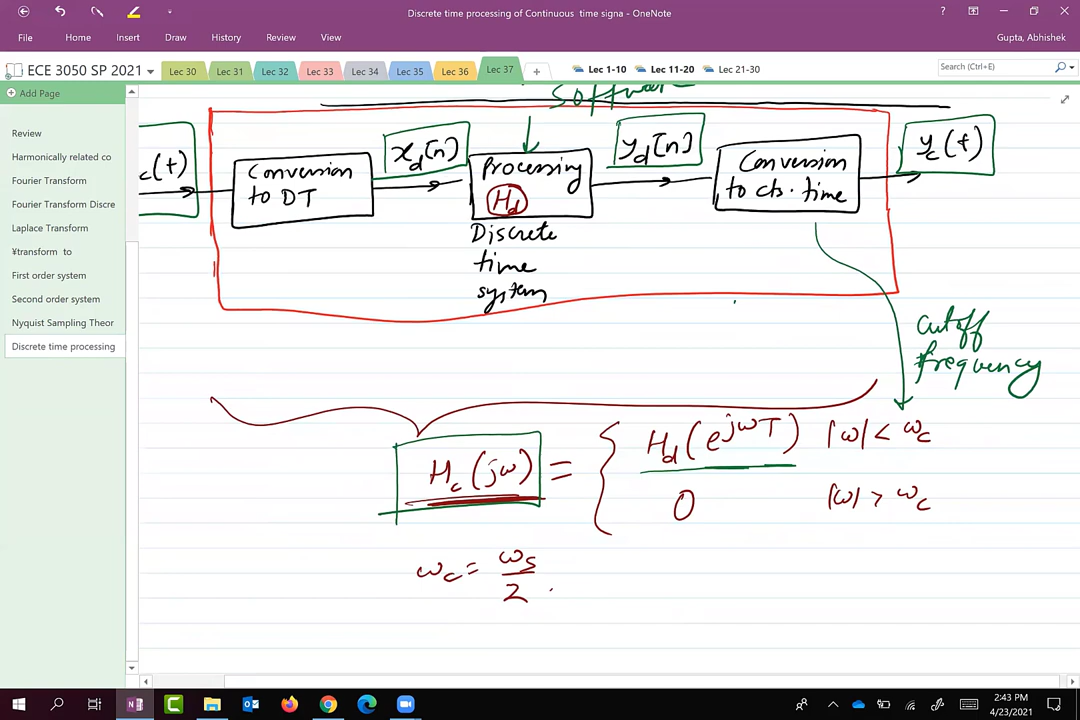 Discrete time processing of Continuous time signa - OneNote
Gupta, Abhishek
File Home Insert Draw History Review View
ECE 3050 SP 2021
Lec 30 Lec 31 Lec 32 Lec 33 Lec 34 Lec 35 Lec 36 Lec 37 Lec 1-10 Lec 11-20 Lec 21-30
Search (Ctrl+E)
Add Page
Review
Harmonically related co
Fourier Transform
Fourier Transform Discre
Laplace Transform
¥transform to
First order system
Second order system
Nyquist Sampling Theor
Discrete time processing
Software
c(t)
Conversion
to DT
x_d[n]
Processing
H_d
Discrete
time
system
y_d[n]
Conversion
to cts. time
y_c(t)
cutoff
frequency
H_c(jω) = { H_d(e^{jωT}) |ω| < ω_c
0 |ω| > ω_c
ω_c = ω_s/2
2:43 PM
4/23/2021